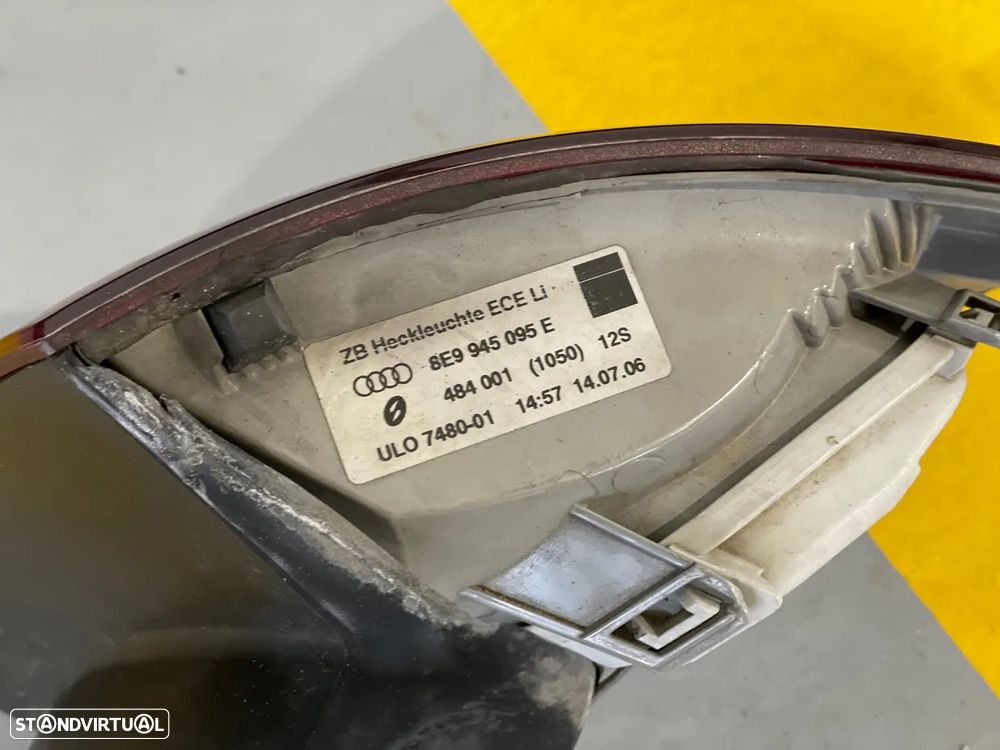 ZB Heckleuchte ECE Li
8E9 945 095 E
484 001 (1050) 12S
ULO 7480-01 14:57 14.07.06
STANDVIRTUAL